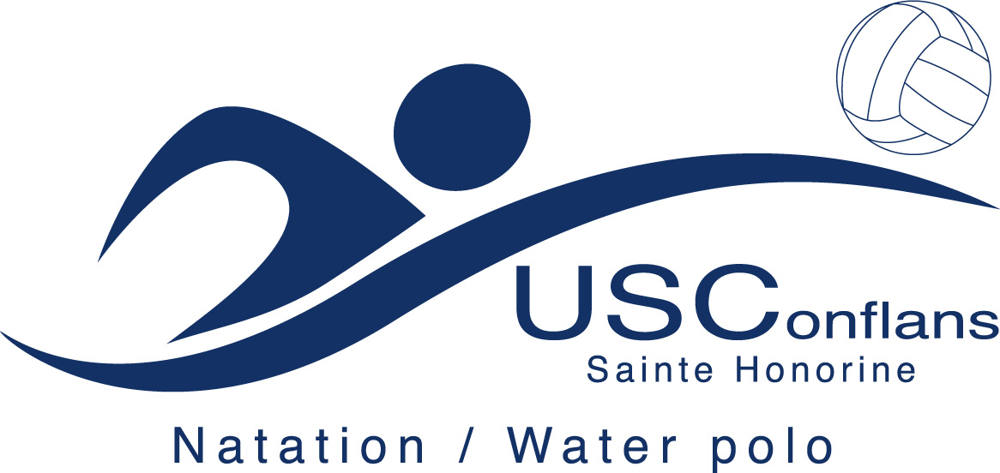 USConflans
Sainte Honorine
Natation / Water polo